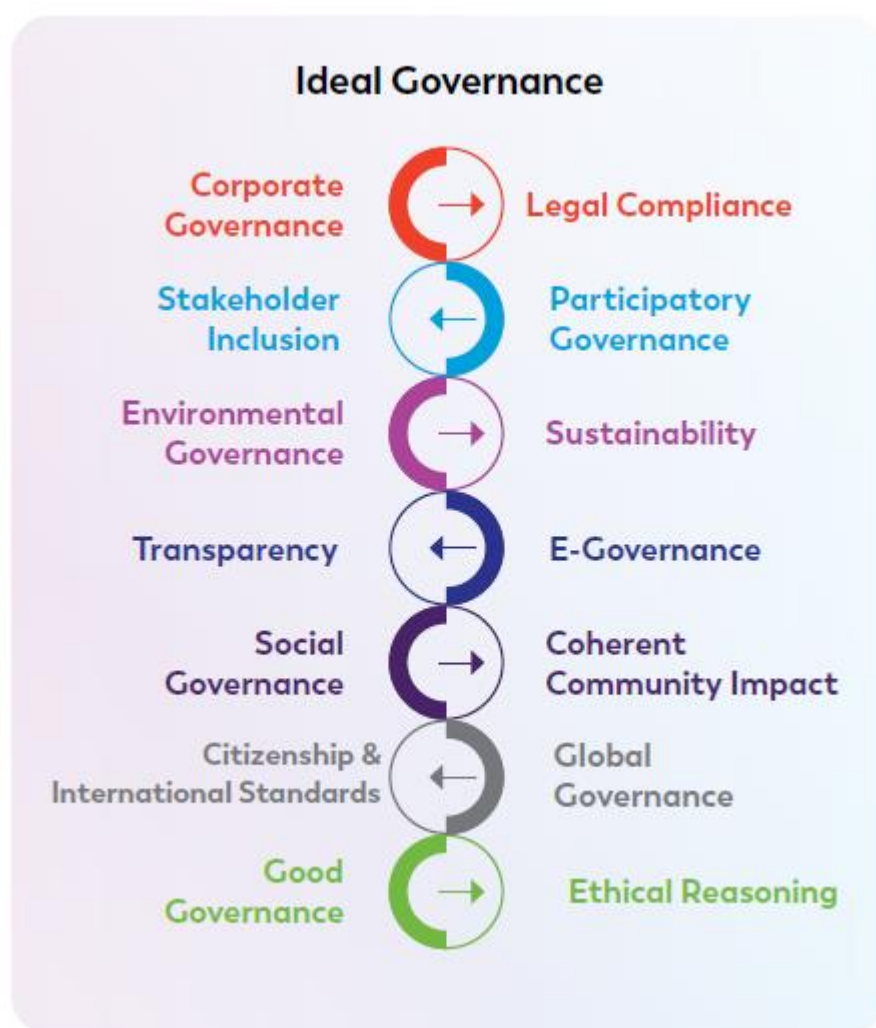 Ideal Governance
Corporate
Governance
Legal Compliance
Stakeholder
Inclusion
Participatory
Governance
Environmental
Governance
Sustainability
Transparency
E-Governance
Social
Governance
Coherent
Community Impact
Citizenship &
International Standards
Global
Governance
Good
Governance
Ethical Reasoning